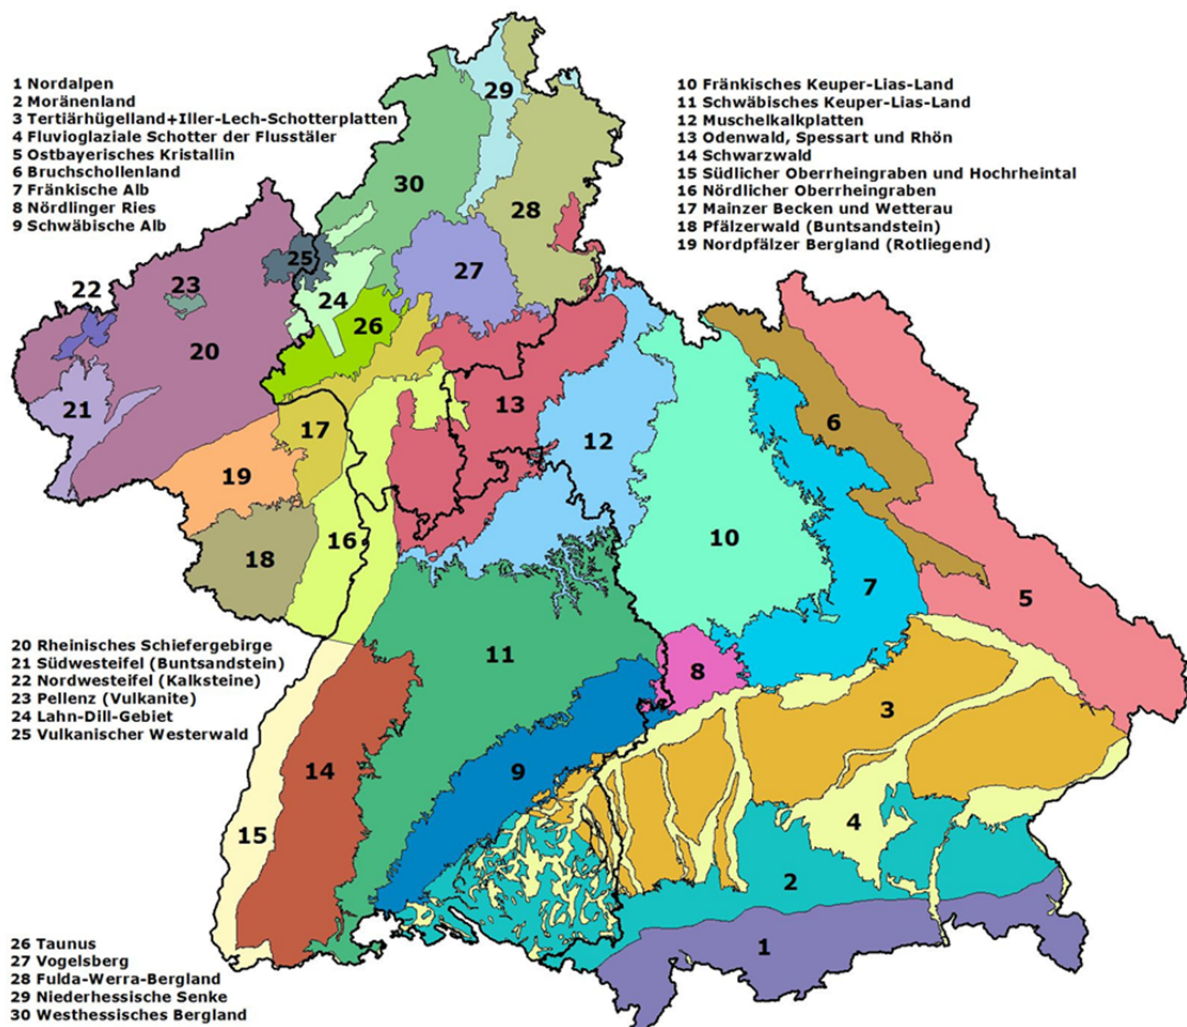 1 Nordalpen
2 Moränenland
3 Tertiärhügelland+Iller-Lech-Schotterplatten
4 Fluvioglaziale Schotter der Flusstäler
5 Ostbayerisches Kristallin
6 Bruchschollenland
7 Fränkische Alb
8 Nördlinger Ries
9 Schwäbische Alb
10 Fränkisches Keuper-Lias-Land
11 Schwäbisches Keuper-Lias-Land
12 Muschelkalkplatten
13 Odenwald, Spessart und Rhön
14 Schwarzwald
15 Südlicher Oberrheingraben und Hochrheintal
16 Nördlicher Oberrheingraben
17 Mainzer Becken und Wetterau
18 Pfälzerwald (Buntsandstein)
19 Nordpfälzer Bergland (Rotliegend)
29
30
28
25
27
22
23
24
26
20
21
13
17
6
12
19
16
10
18
7
5
11
8
3
9
14
4
15
2
1
20 Rheinisches Schiefergebirge
21 Südwesteifel (Buntsandstein)
22 Nordwesteifel (Kalksteine)
23 Pellenz (Vulkanite)
24 Lahn-Dill-Gebiet
25 Vulkanischer Westerwald
26 Taunus
27 Vogelsberg
28 Fulda-Werra-Bergland
29 Niederhessische Senke
30 Westhessisches Bergland